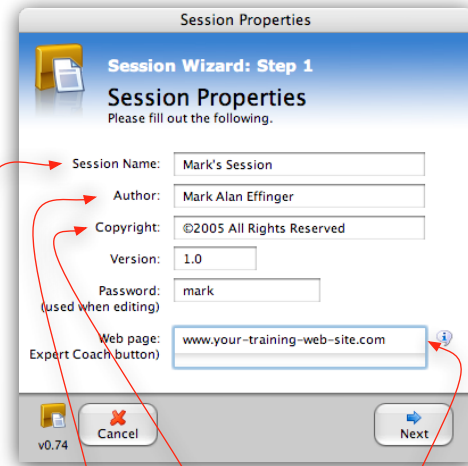 Session Properties
Session Wizard: Step 1
Session Properties
Please fill out the following.
Session Name: Mark's Session
Author: Mark Alan Effinger
Copyright: ©2005 All Rights Reserved
Version: 1.0
Password: mark
(used when editing)
Web page: www.your-training-web-site.com
Expert Coach button)
v0.74
Cancel
Next